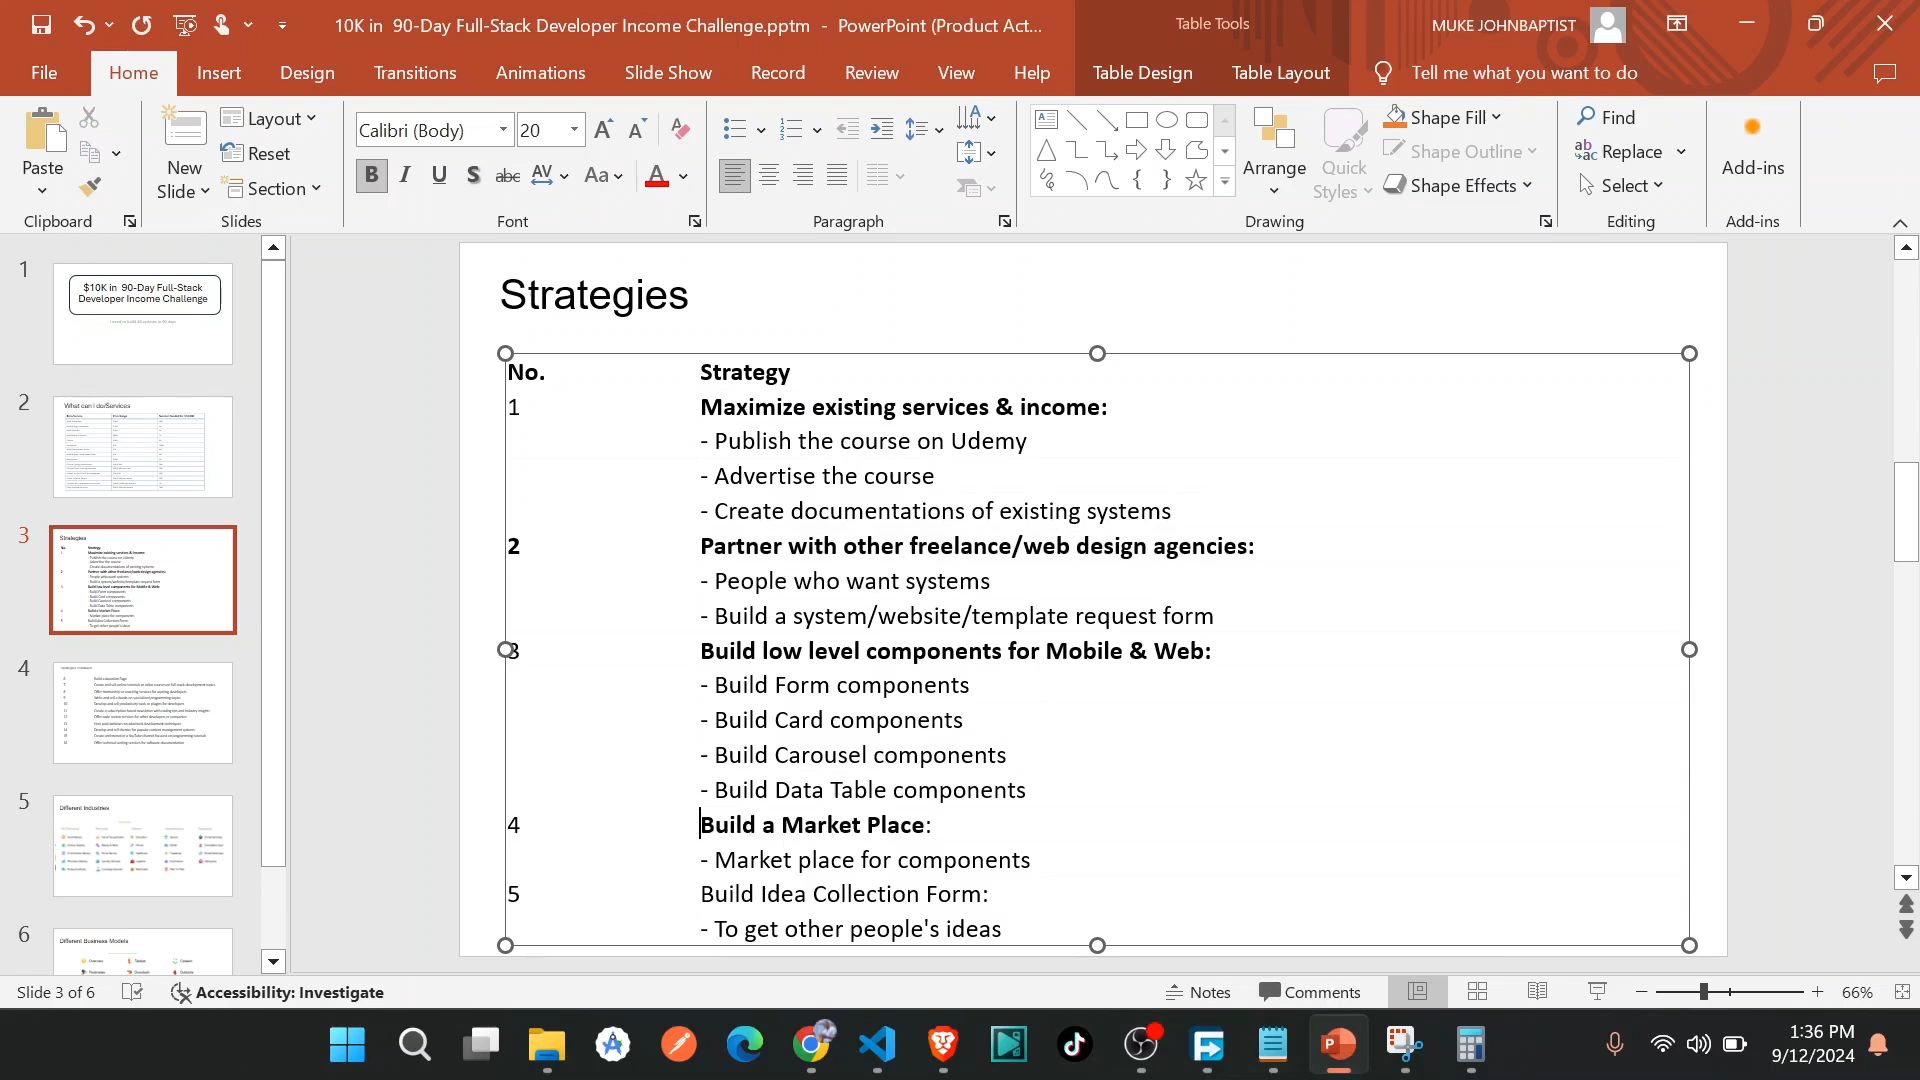 10K in  90-Day Full-Stack Developer Income Challenge.pptm  -  PowerPoint (Product Act...
Table Tools
MUKE JOHNBAPTIST
File
Home
Insert
Design
Transitions
Animations
Slide Show
Record
Review
View
Help
Table Design
Table Layout
Tell me what you want to do
Paste
Clipboard
New
Slide
Layout
Reset
Section
Slides
Calibri (Body)
20
Font
Paragraph
Arrange
Quick
Styles
Shape Fill
Shape Outline
Shape Effects
Drawing
Find
Replace
Select
Editing
Add-ins
Add-ins
1
$10K in  90-Day Full-Stack
Developer Income Challenge
2
What can I do/Services
3
Strategies
4
5
Different Industries
6
Different Business Models
Strategies
No.
Strategy
1
Maximize existing services & income:
- Publish the course on Udemy
- Advertise the course
- Create documentations of existing systems
2
Partner with other freelance/web design agencies:
- People who want systems
- Build a system/website/template request form
3
Build low level components for Mobile & Web:
- Build Form components
- Build Card components
- Build Carousel components
- Build Data Table components
4
Build a Market Place:
- Market place for components
5
Build Idea Collection Form:
- To get other people's ideas
Slide 3 of 6
Accessibility: Investigate
Notes
Comments
66%
1:36 PM
9/12/2024